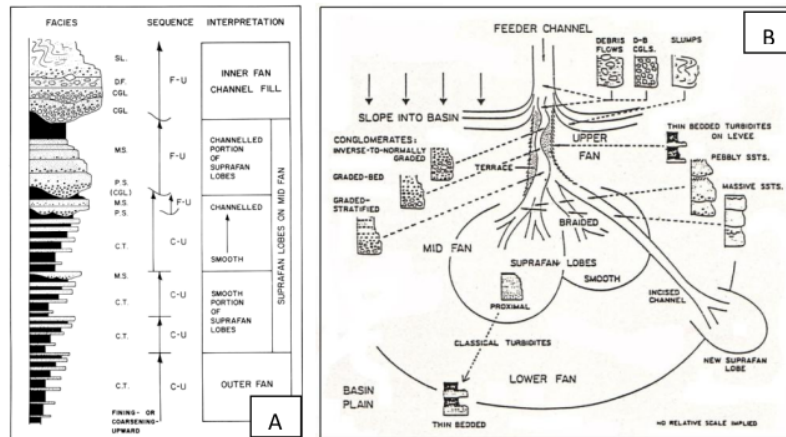 FACIES SEQUENCE INTERPRETATION
SL.
D.F.
CGL.
CGL.
F-U
INNER FAN
CHANNEL FILL
M.S.
P.S.
F-U
CHANNELLED
PORTION
OF
SUPRAFAN
LOBES
(CGL)
M.S.
P.S.
F-U
C.T.
C-U
CHANNELLED
SMOOTH
M.S.
C.T.
C-U
SMOOTH
PORTION
OF
SUPRAFAN
LOBES
C.T.
C-U
SUPRAFAN LOBES ON MID FAN
C.T.
C-U
OUTER FAN
FINING- OR
COARSENING-
UPWARD
A
B
FEEDER CHANNEL
DEBRIS
FLOWS
D-B
CGLS.
SLUMPS
SLOPE INTO BASIN
CONGLOMERATES:
INVERSE-TO-NORMALLY
GRADED
GRADED-BED
GRADED-
STRATIFIED
TERRACE
UPPER
FAN
THIN BEDDED TURBIDITES
ON LEVEE
PEBBLY SSTS.
MASSIVE SSTS.
BRAIDED
MID FAN
SUPRAFAN LOBES
SMOOTH
PROXIMAL
INCISED
CHANNEL
CLASSICAL TURBIDITES
NEW SUPRAFAN
LOBE
LOWER FAN
BASIN
PLAIN
THIN BEDDED
NO RELATIVE SCALE IMPLIED